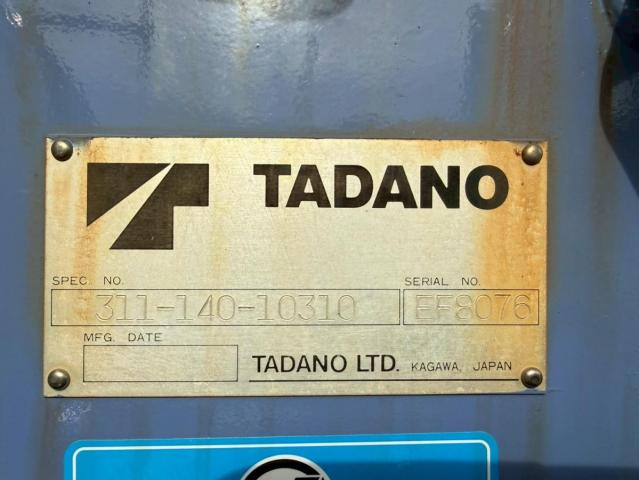 TADANO
SPEC. NO.
311-140-10310
SERIAL NO.
EF8076
MFG. DATE
TADANO LTD. KAGAWA, JAPAN